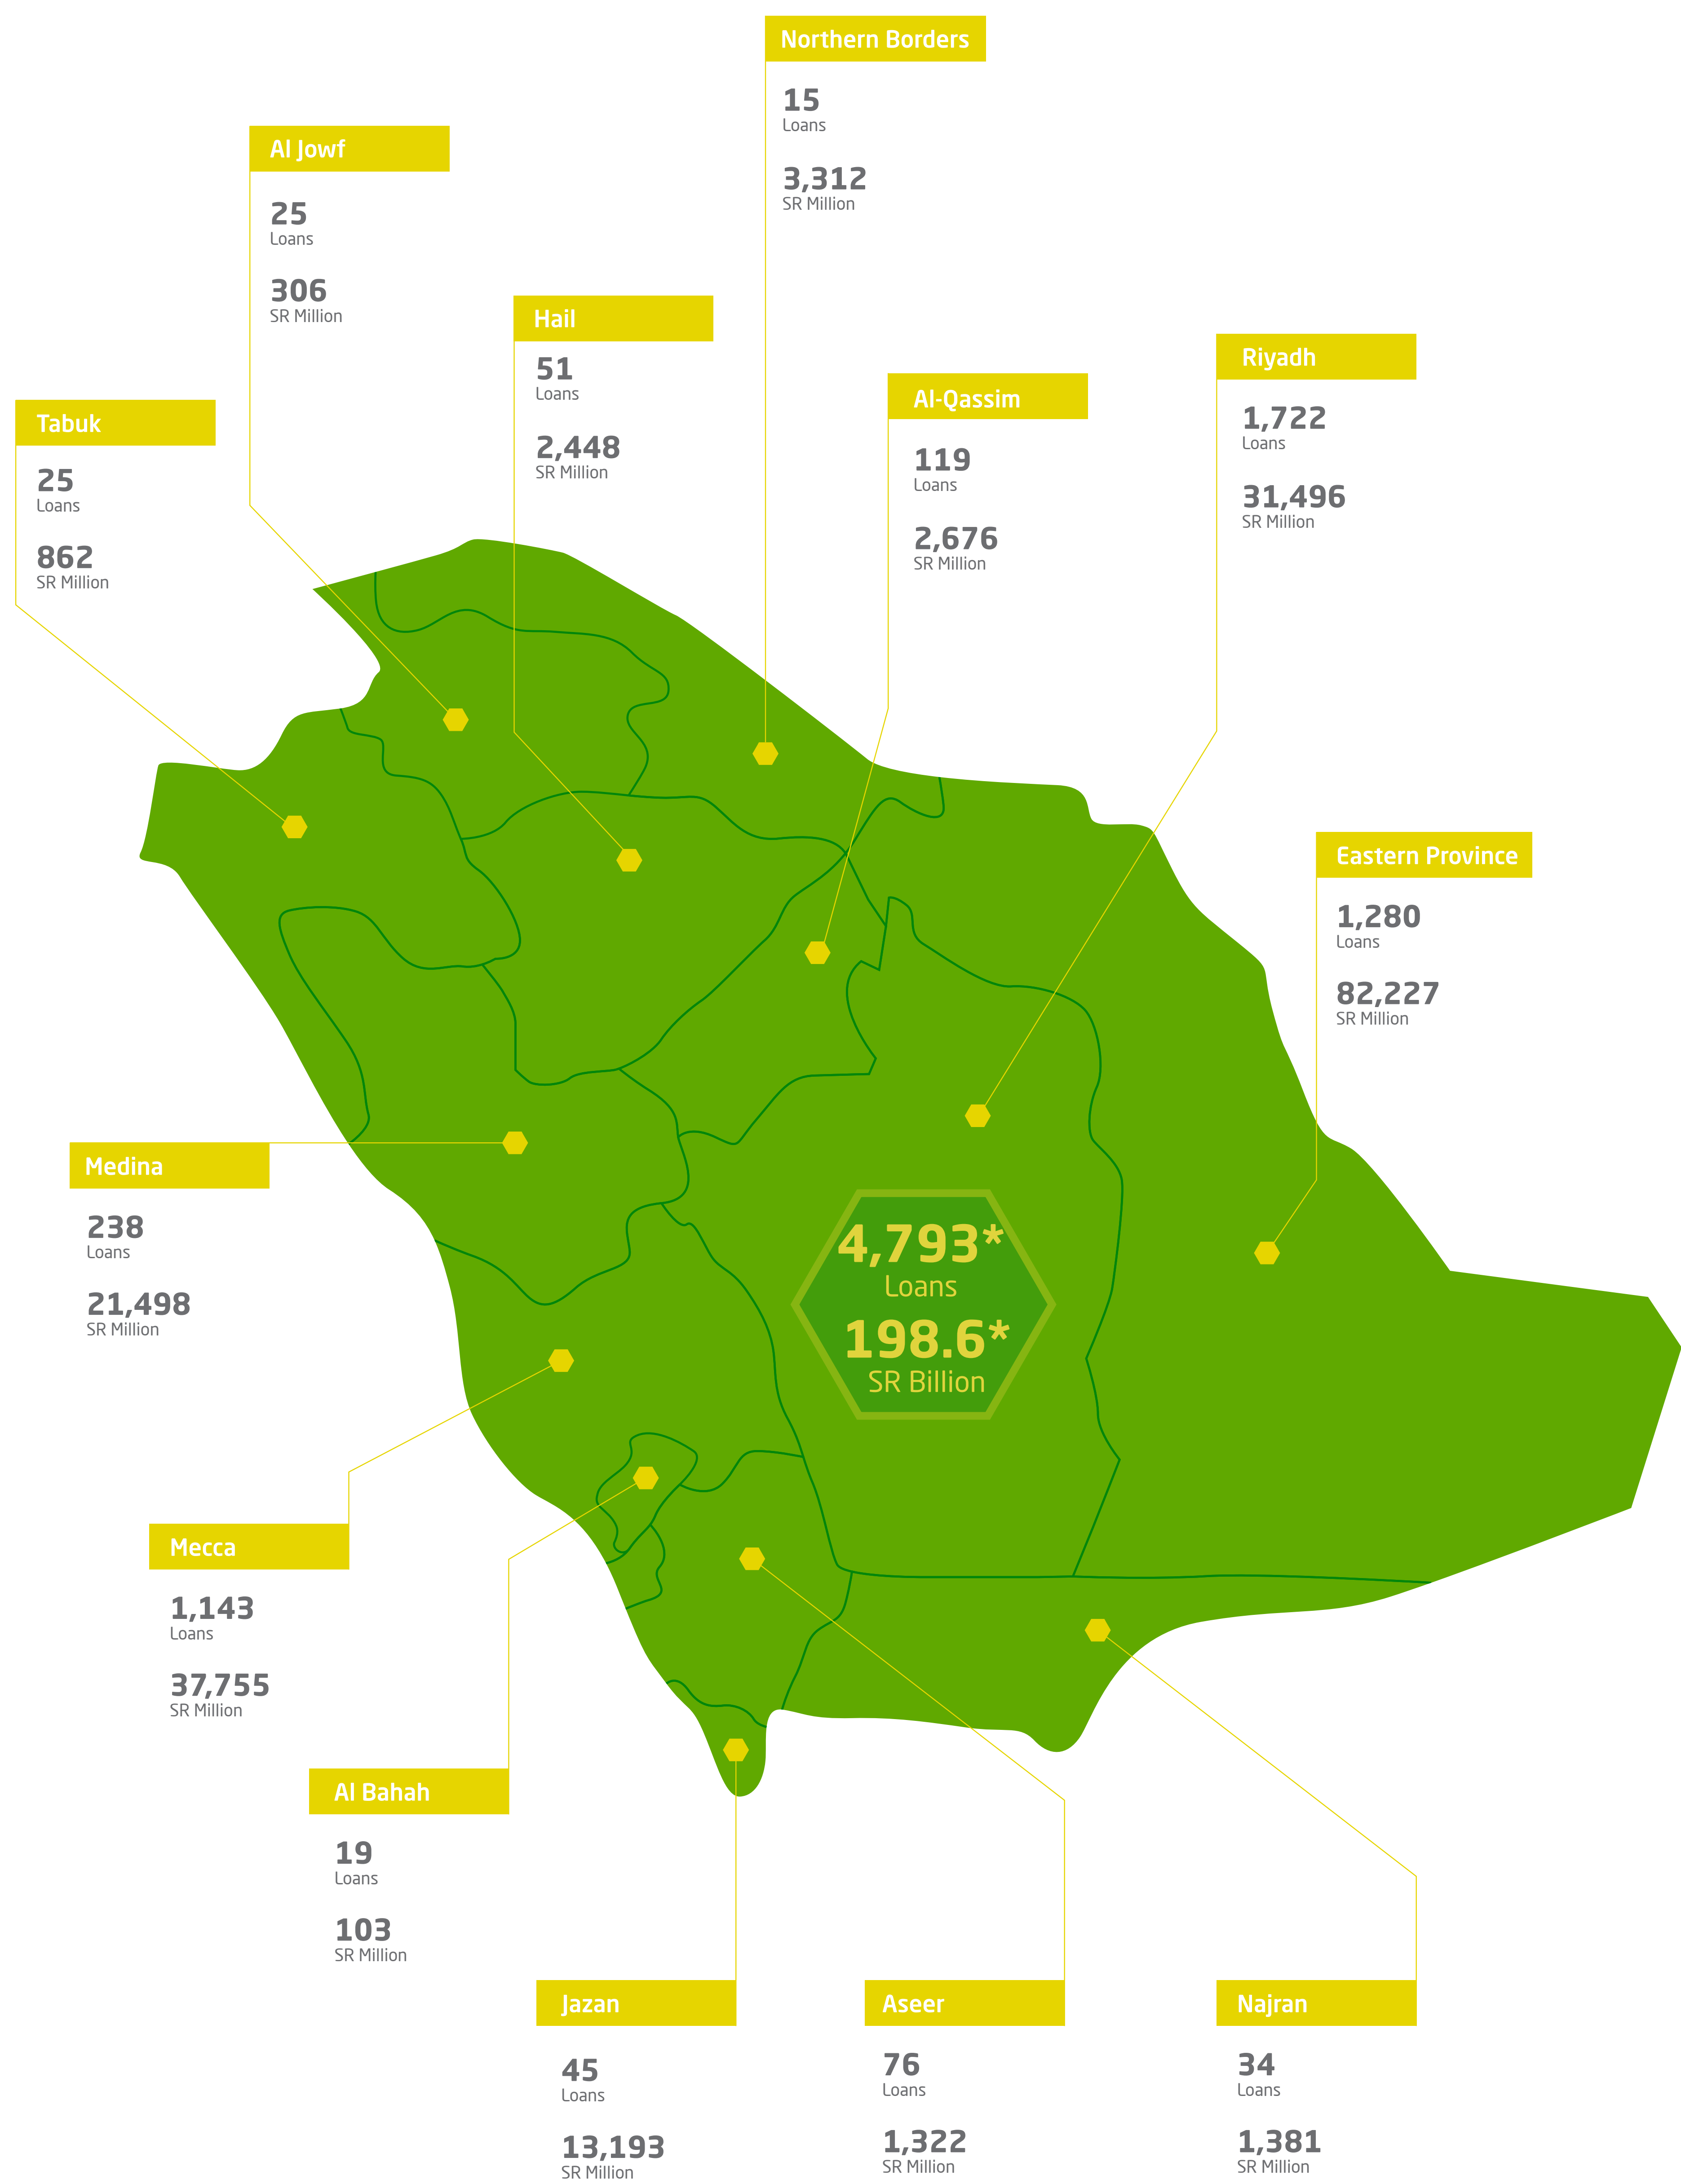 Northern Borders
15
Loans
3,312
SR Million
Al Jowf
25
Loans
306
SR Million
Hail
51
Loans
2,448
SR Million
Riyadh
1,722
Loans
31,496
SR Million
Al-Qassim
119
Loans
2,676
SR Million
Tabuk
25
Loans
862
SR Million
Eastern Province
1,280
Loans
82,227
SR Million
Medina
238
Loans
21,498
SR Million
4,793*
Loans
198.6*
SR Billion
Mecca
1,143
Loans
37,755
SR Million
Al Bahah
19
Loans
103
SR Million
Jazan
45
Loans
13,193
SR Million
Aseer
76
Loans
1,322
SR Million
Najran
34
Loans
1,381
SR Million